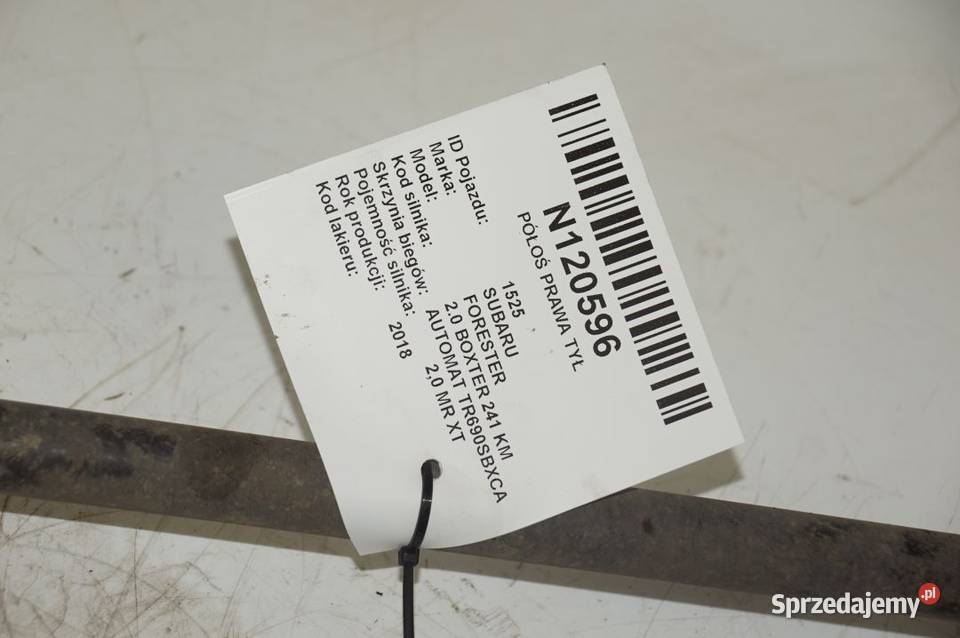 N120596
PÓŁOŚ PRAWA TYŁ
ID Pojazdu: 1525
Marka: SUBARU
Model: FORESTER
Kod silnika: 2.0 BOXTER 241 KM
Skrzynia biegów: AUTOMAT TR690SBXCA
Pojemność silnika: 2,0 MR XT
Rok produkcji: 2018
Kod lakieru:
Sprzedajemy.pl